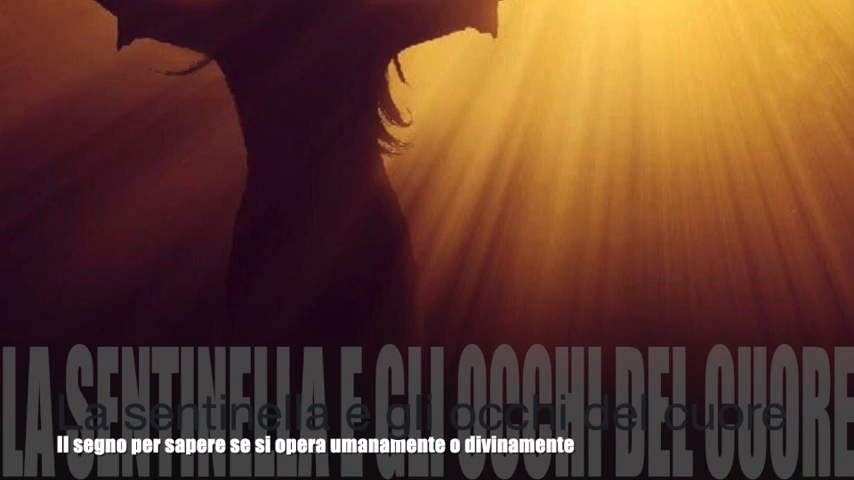 LA SENTINELLA E GLI OCCHI DEL CUORE
La sentinella e gli occhi del cuore
Il segno per sapere se si opera umanamente o divinamente